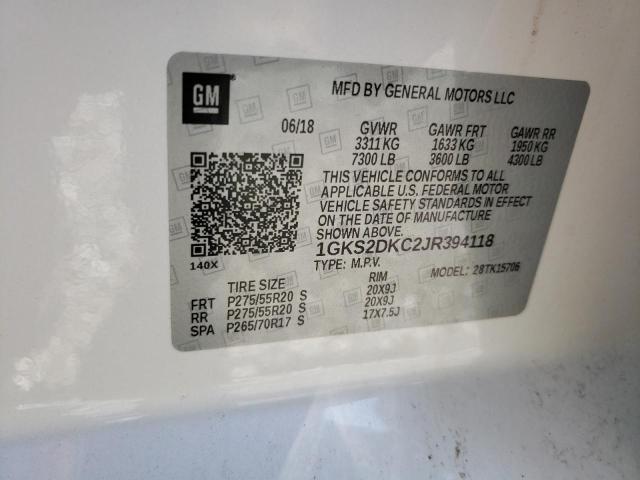 GM
MFD BY GENERAL MOTORS LLC
06/18 GVWR GAWR FRT GAWR RR
3311 KG 1633 KG 1950 KG
7300 LB 3600 LB 4300 LB
THIS VEHICLE CONFORMS TO ALL
APPLICABLE U.S. FEDERAL MOTOR
VEHICLE SAFETY STANDARDS IN EFFECT
ON THE DATE OF MANUFACTURE
SHOWN ABOVE.
140X
1GKS2DKC2JR394118
TYPE: M.P.V. MODEL: 2BTK15706
TIRE SIZE RIM
FRT P275/55R20 S 20X9J
RR P275/55R20 S 20X9J
SPA P265/70R17 S 17X7.5J